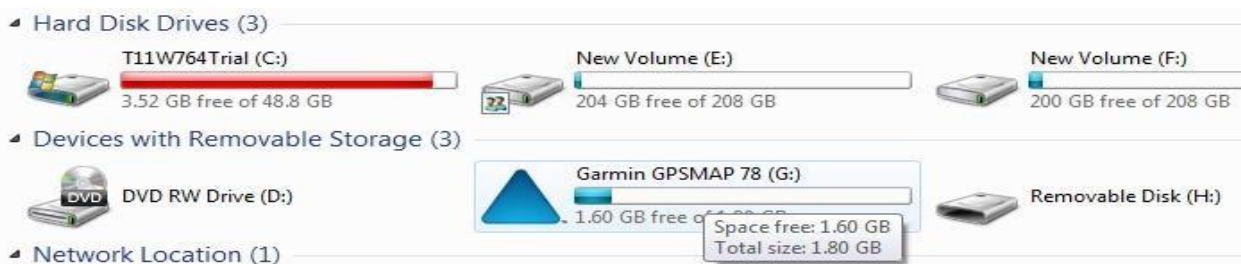 Hard Disk Drives (3)
T11W764Trial (C:)
3.52 GB free of 48.8 GB
New Volume (E:)
204 GB free of 208 GB
New Volume (F:)
200 GB free of 208 GB
Devices with Removable Storage (3)
DVD
DVD RW Drive (D:)
Garmin GPSMAP 78 (G:)
1.60 GB free of
Space free: 1.60 GB
Total size: 1.80 GB
Removable Disk (H:)
Network Location (1)